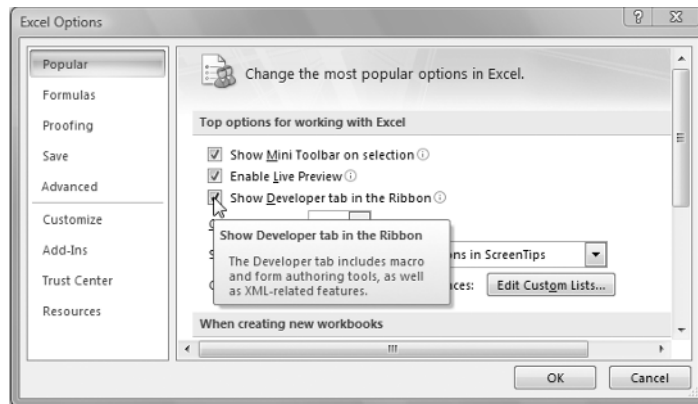 Excel Options
Popular
Formulas
Proofing
Save
Advanced
Customize
Add-Ins
Trust Center
Resources
Change the most popular options in Excel.
Top options for working with Excel
Show Mini Toolbar on selection
Enable Live Preview
Show Developer tab in the Ribbon
Show Developer tab in the Ribbon
The Developer tab includes macro
and form authoring tools, as well
as XML-related features.
in ScreenTips
Edit Custom Lists...
When creating new workbooks
OK
Cancel